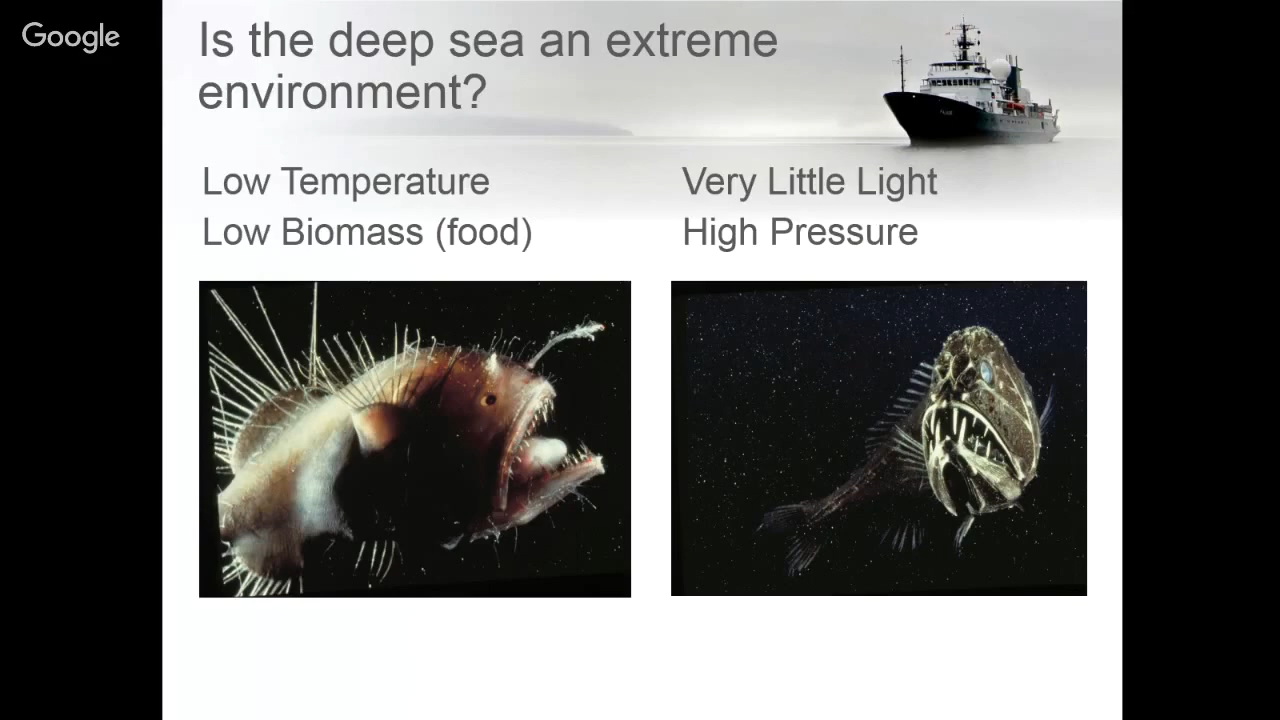 Google
Is the deep sea an extreme
environment?
Low Temperature
Low Biomass (food)
Very Little Light
High Pressure